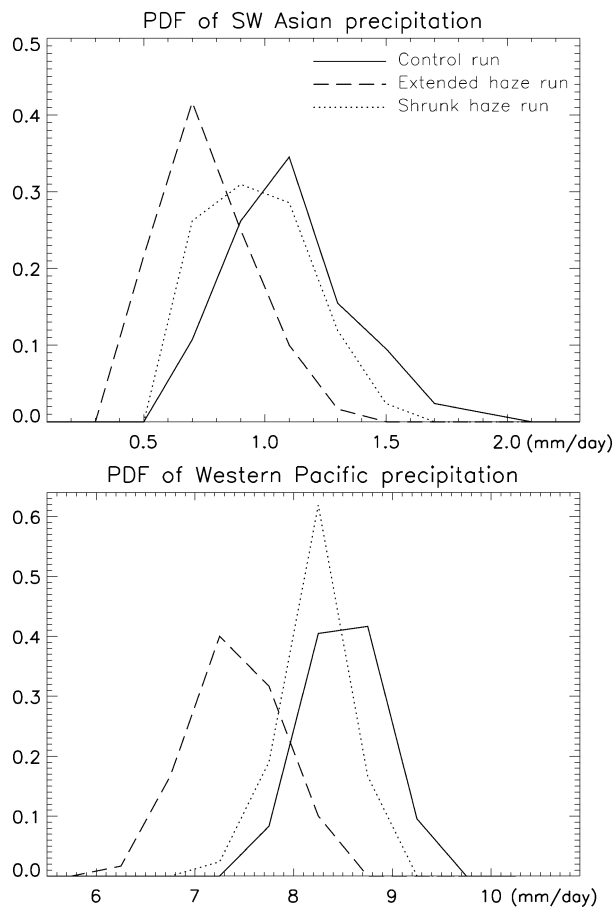 PDF of SW Asian precipitation
0.5
Control run
Extended haze run
Shrunk haze run
0.4
0.3
0.2
0.1
0.0
0.5 1.0 1.5 2.0 (mm/day)
PDF of Western Pacific precipitation
0.6
0.5
0.4
0.3
0.2
0.1
0.0
6 7 8 9 10 (mm/day)